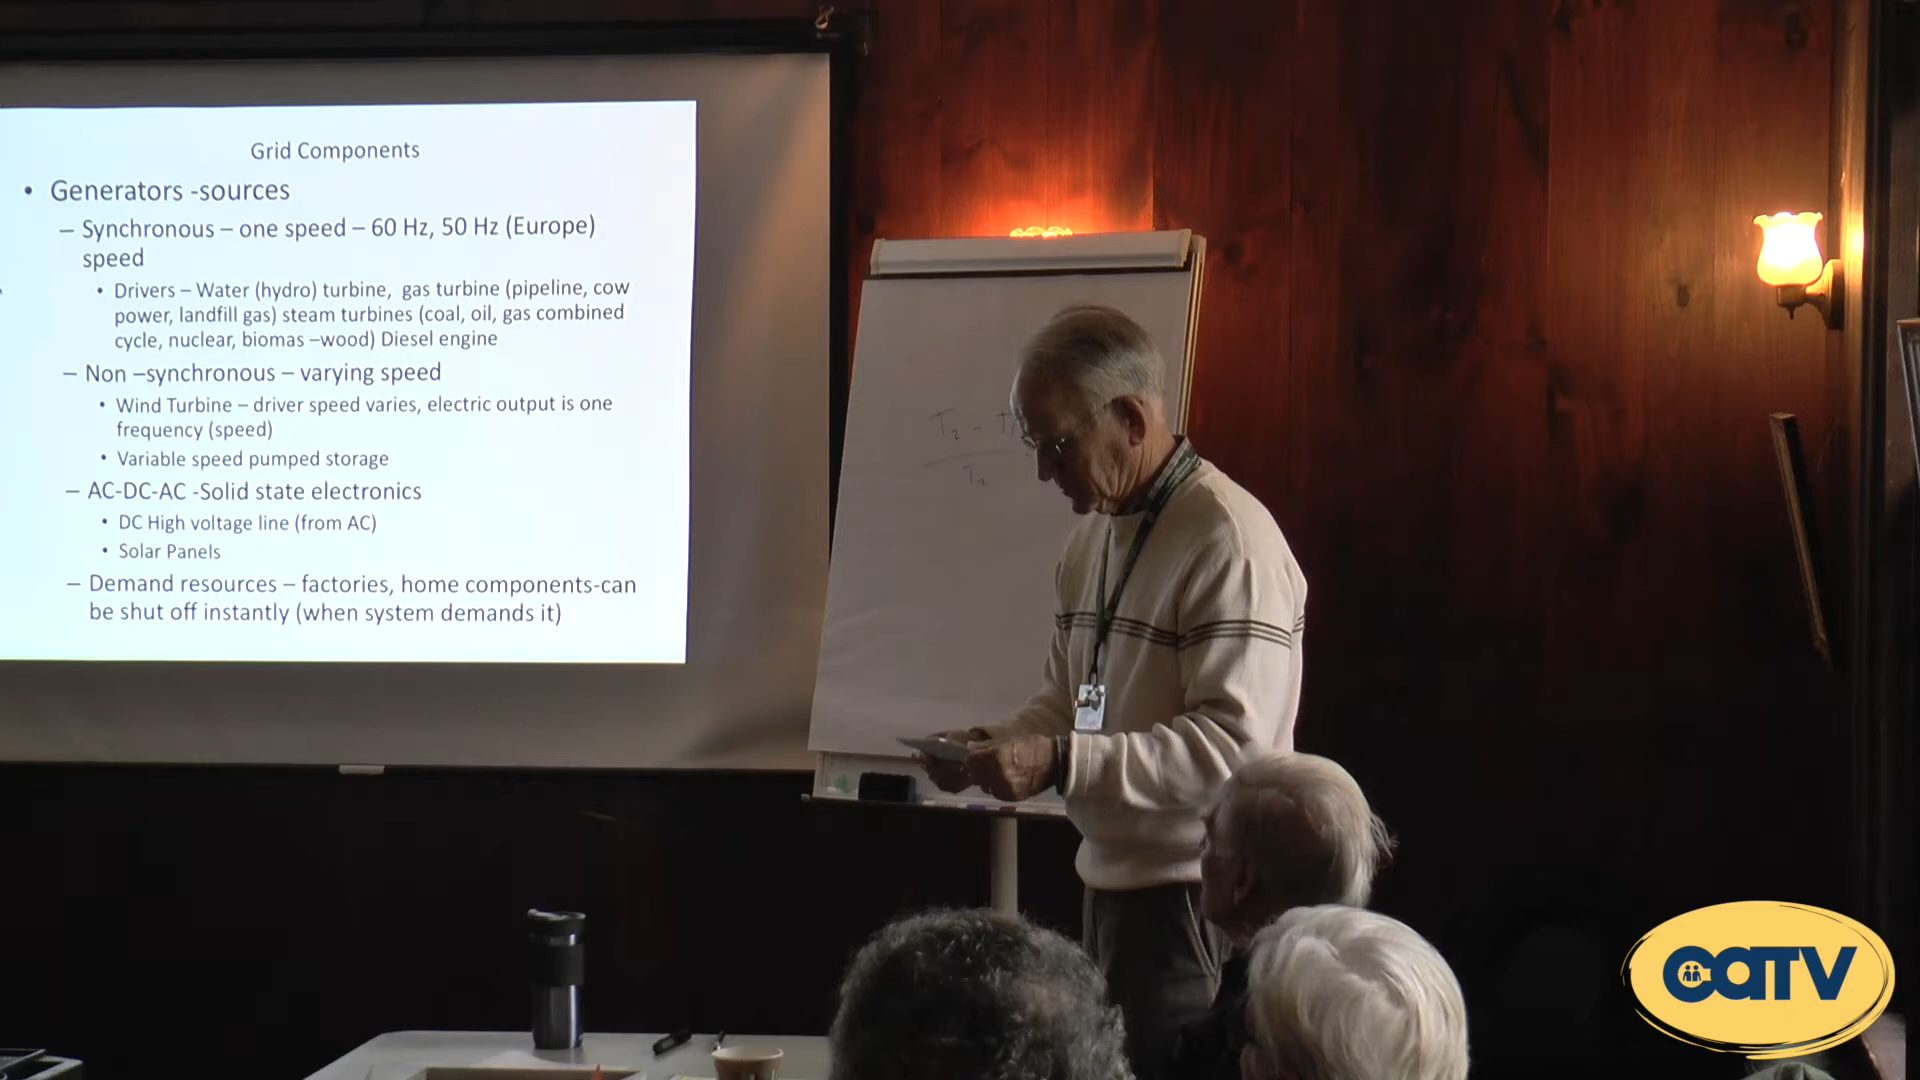 Grid Components
• Generators -sources
– Synchronous – one speed – 60 Hz, 50 Hz (Europe)
speed
• Drivers – Water (hydro) turbine, gas turbine (pipeline, cow
power, landfill gas) steam turbines (coal, oil, gas combined
cycle, nuclear, biomas –wood) Diesel engine
– Non –synchronous – varying speed
• Wind Turbine – driver speed varies, electric output is one
frequency (speed)
• Variable speed pumped storage
– AC-DC-AC -Solid state electronics
• DC High voltage line (from AC)
• Solar Panels
– Demand resources – factories, home components-can
be shut off instantly (when system demands it)
CATV